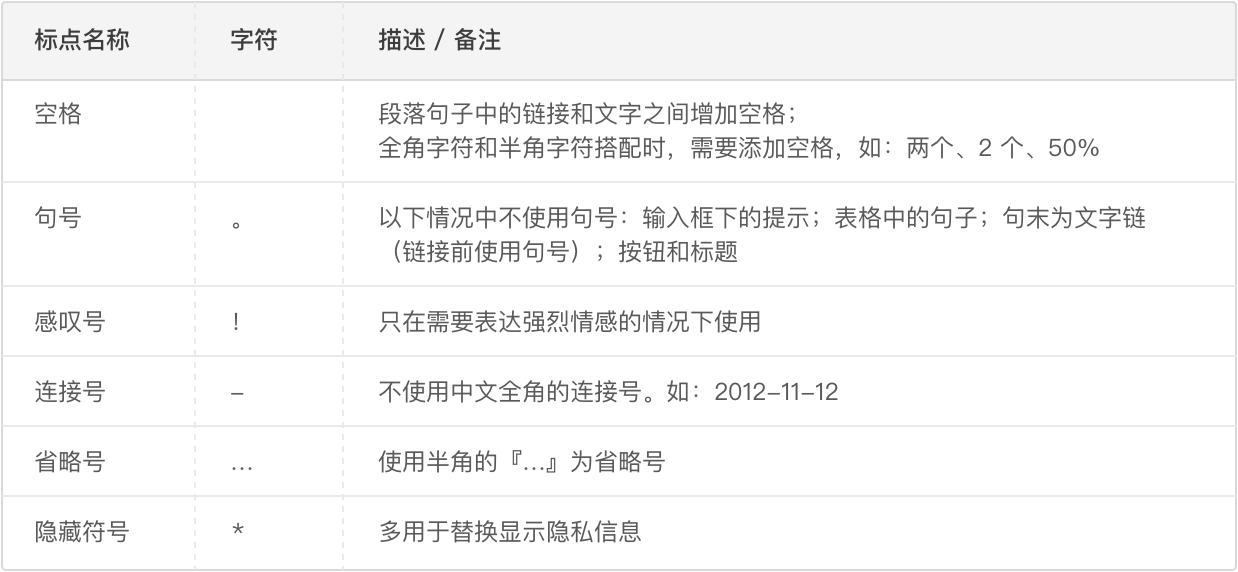 标点名称 字符 描述 / 备注
空格 段落句子中的链接和文字之间增加空格；
全角字符和半角字符搭配时，需要添加空格，如：两个、2 个、50%
句号 。 以下情况中不使用句号：输入框下的提示；表格中的句子；句末为文字链
（链接前使用句号）；按钮和标题
感叹号 ！ 只在需要表达强烈情感的情况下使用
连接号 – 不使用中文全角的连接号。如：2012–11–12
省略号 … 使用半角的『…』为省略号
隐藏符号 * 多用于替换显示隐私信息